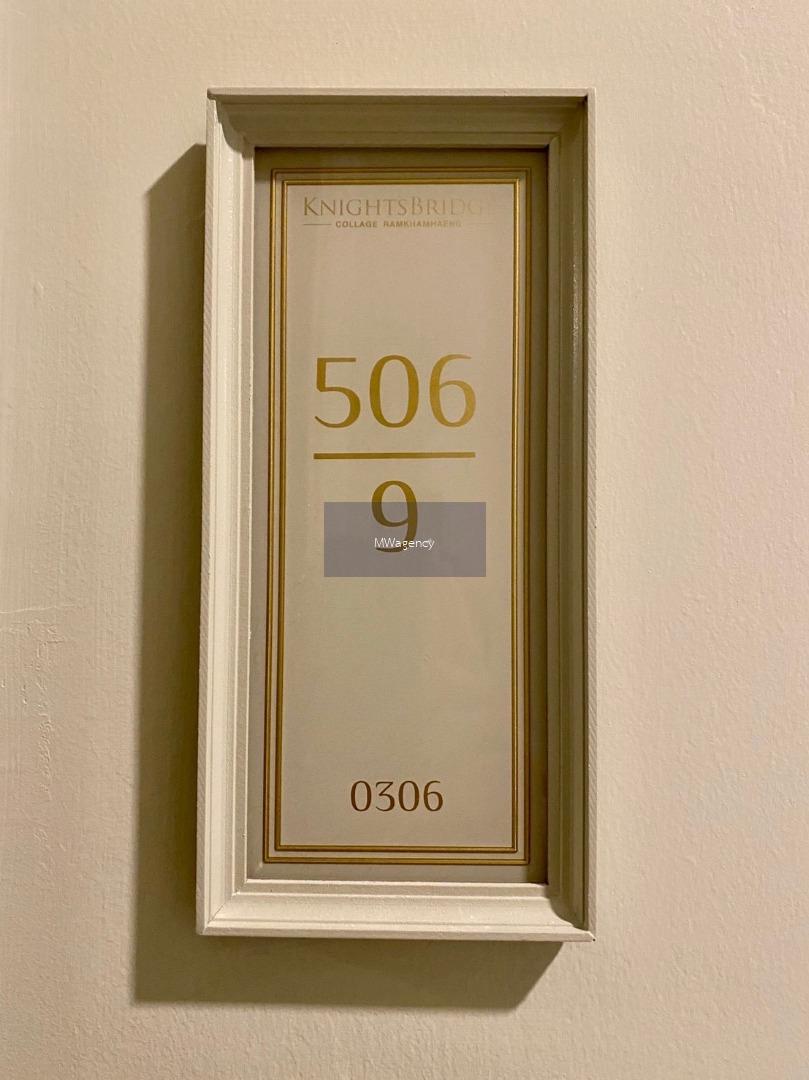 KNIGHTSBRIDGE
COLLAGE RAMKHAMHAENG
506
9
MWagency
0306